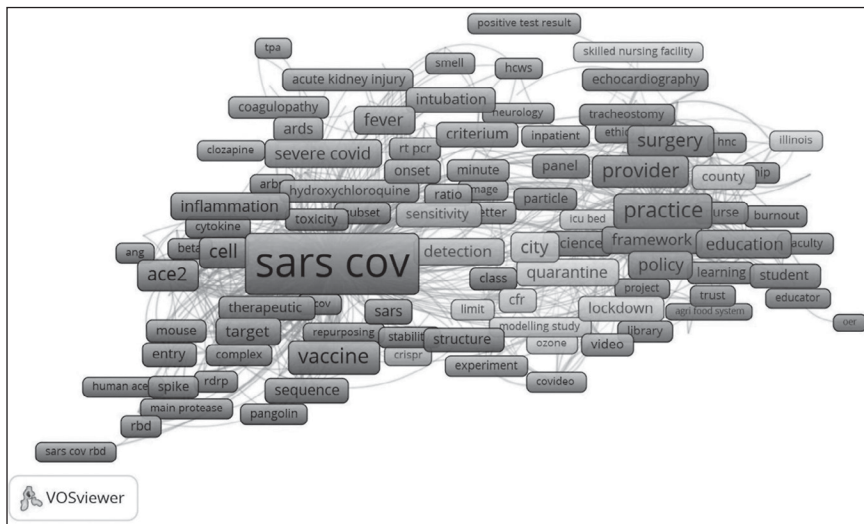 positive test result
tpa
skilled nursing facility
smell
hcws
acute kidney injury
echocardiography
intubation
coagulopathy
neurology
tracheostomy
fever
ards
criterium
inpatient
surgery
hnc
illinois
clozapine
rt pcr
severe covid
onset
minute
panel
provider
county
hydroxychloroquine
ratio
particle
inflammation
toxicity
sensitivity
icu bed
practice
burnout
cytokine
ang
cell
sars cov
detection
city
science
framework
education
ace2
class
quarantine
policy
learning
student
project
trust
educator
therapeutic
cov
sars
limit
cfr
lockdown
agri food system
oer
mouse
target
repurposing
modelling study
library
entry
complex
vaccine
crispr
structure
ozone
video
experiment
covideo
human ace
spike
rdrp
sequence
main protease
pangolin
rbd
sars cov rbd
VOSviewer